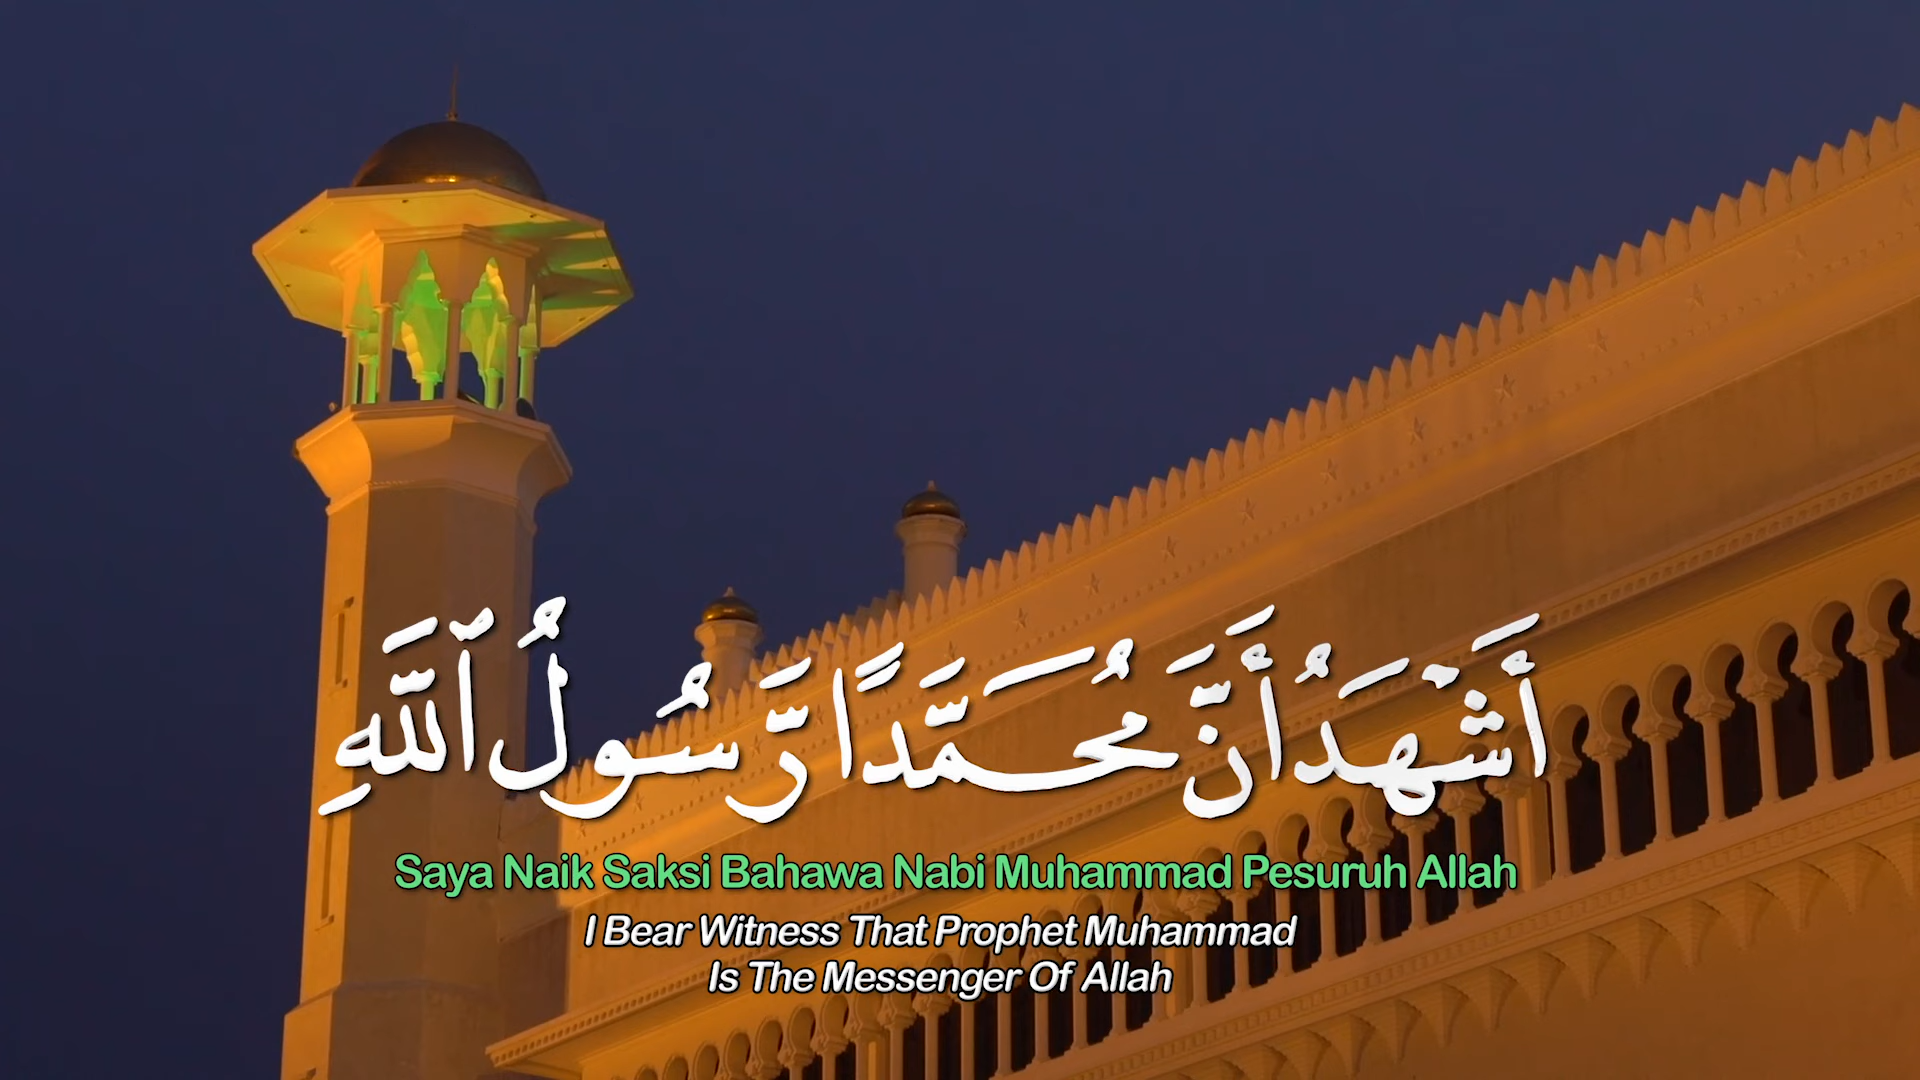 أَشْهَدُ أَنَّ مُحَمَّدًا رَّسُولُ ٱللَّهِ
Saya Naik Saksi Bahawa Nabi Muhammad Pesuruh Allah
I Bear Witness That Prophet Muhammad
Is The Messenger Of Allah